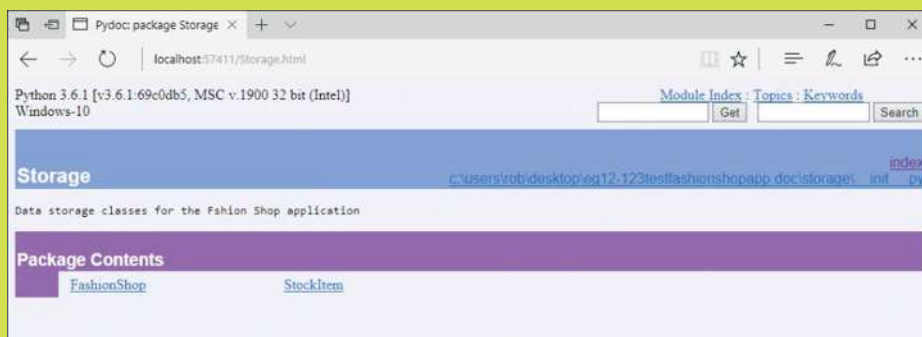 Pydoc: package Storage
localhost:57411/Storage.html
Python 3.6.1 [v3.6.1:69c0db5, MSC v.1900 32 bit (Intel)]
Windows-10
Module Index : Topics : Keywords
Get
Search
Storage
index
c:\users\rob\desktop\eg12-123testfashionshopapp doc\storage\__init__.py
Data storage classes for the Fshion Shop application
Package Contents
FashionShop
StockItem